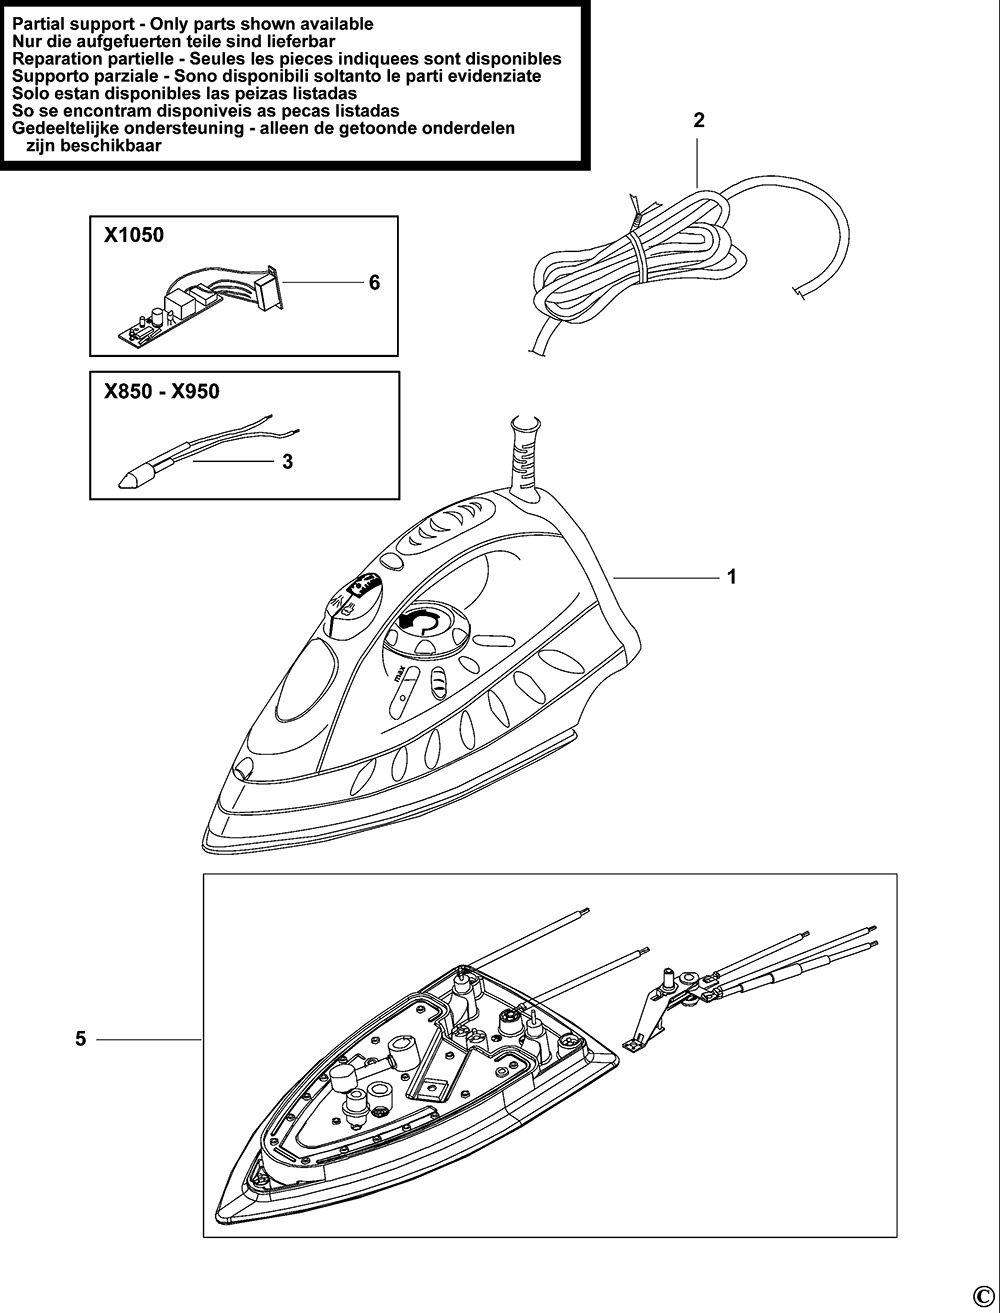 Partial support - Only parts shown available
Nur die aufgefuerten teile sind lieferbar
Reparation partielle - Seules les pieces indiquees sont disponibles
Supporto parziale - Sono disponibili soltanto le parti evidenziate
Solo estan disponibles las peizas listadas
So se encontram disponiveis as pecas listadas
Gedeeltelijke ondersteuning - alleen de getoonde onderdelen
zijn beschikbaar
2
X1050
6
X850 - X950
3
1
max
5
©